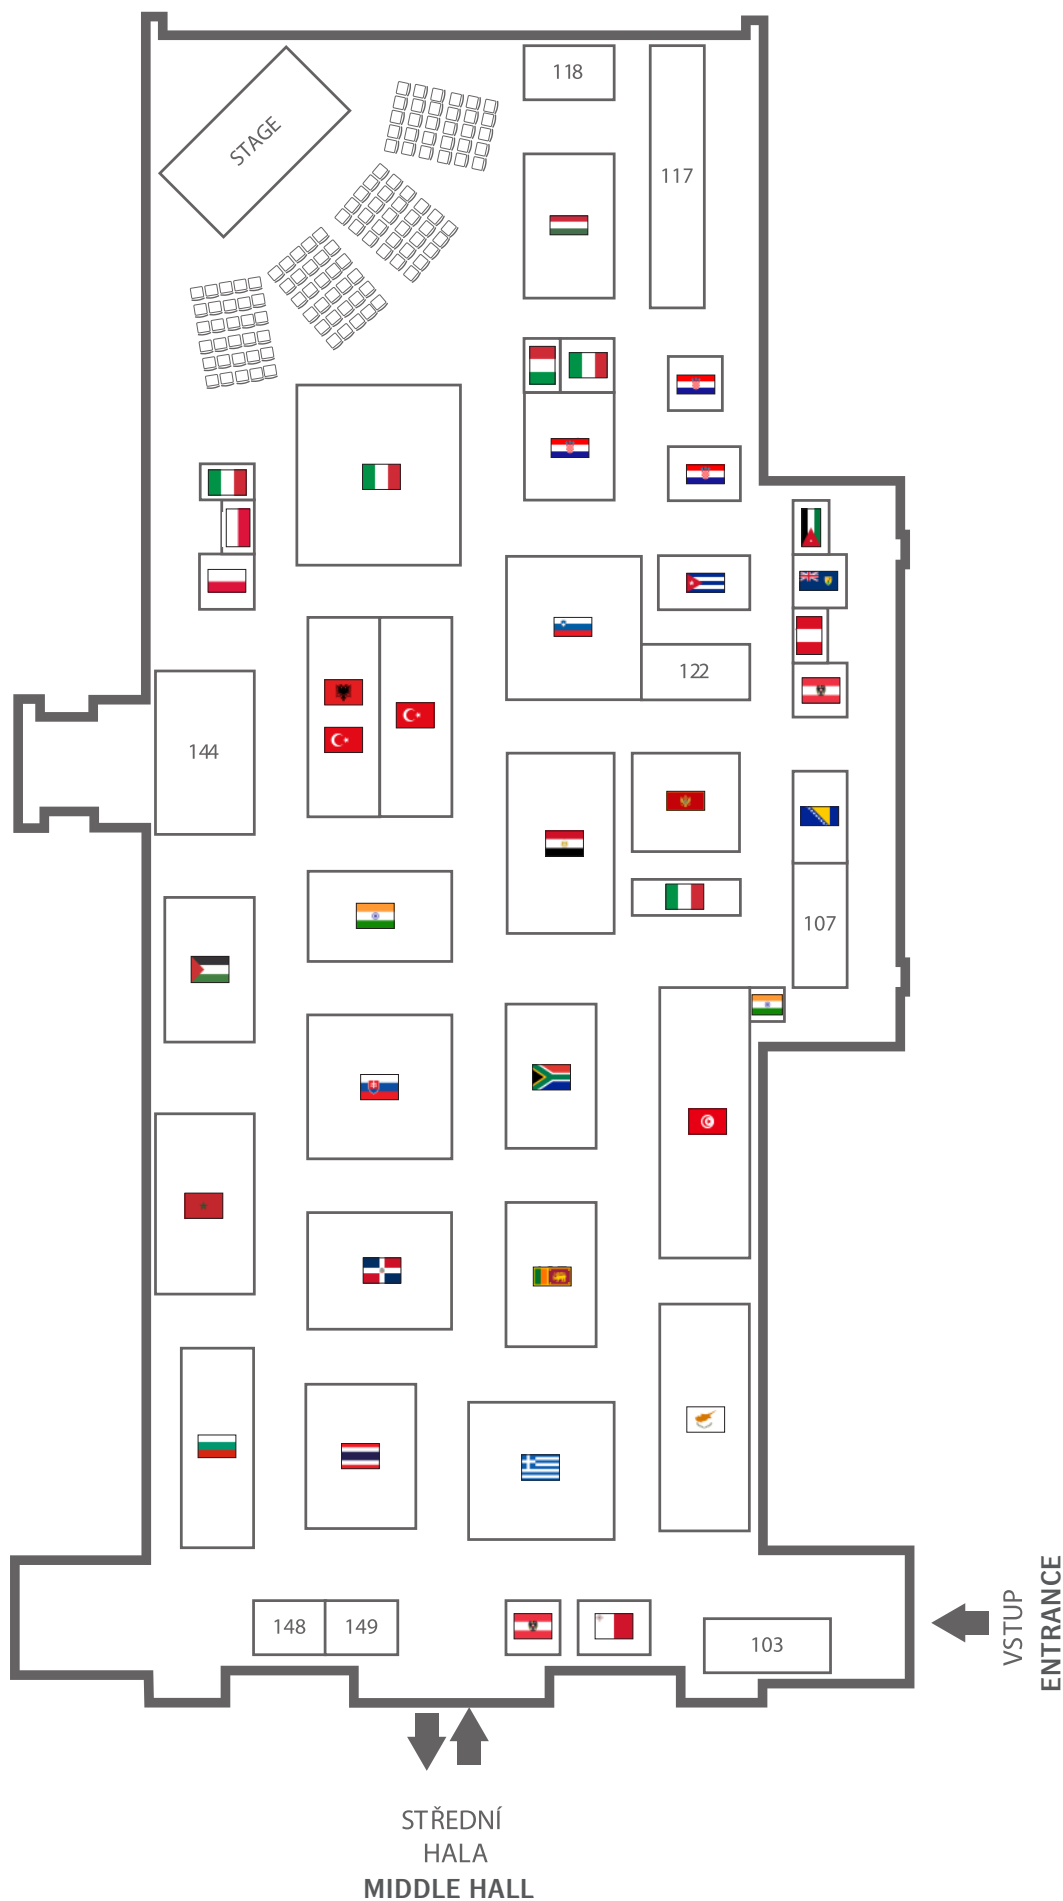 118
STAGE
117
122
144
107
148
149
103
VSTUP
ENTRANCE
STŘEDNÍ
HALA
MIDDLE HALL